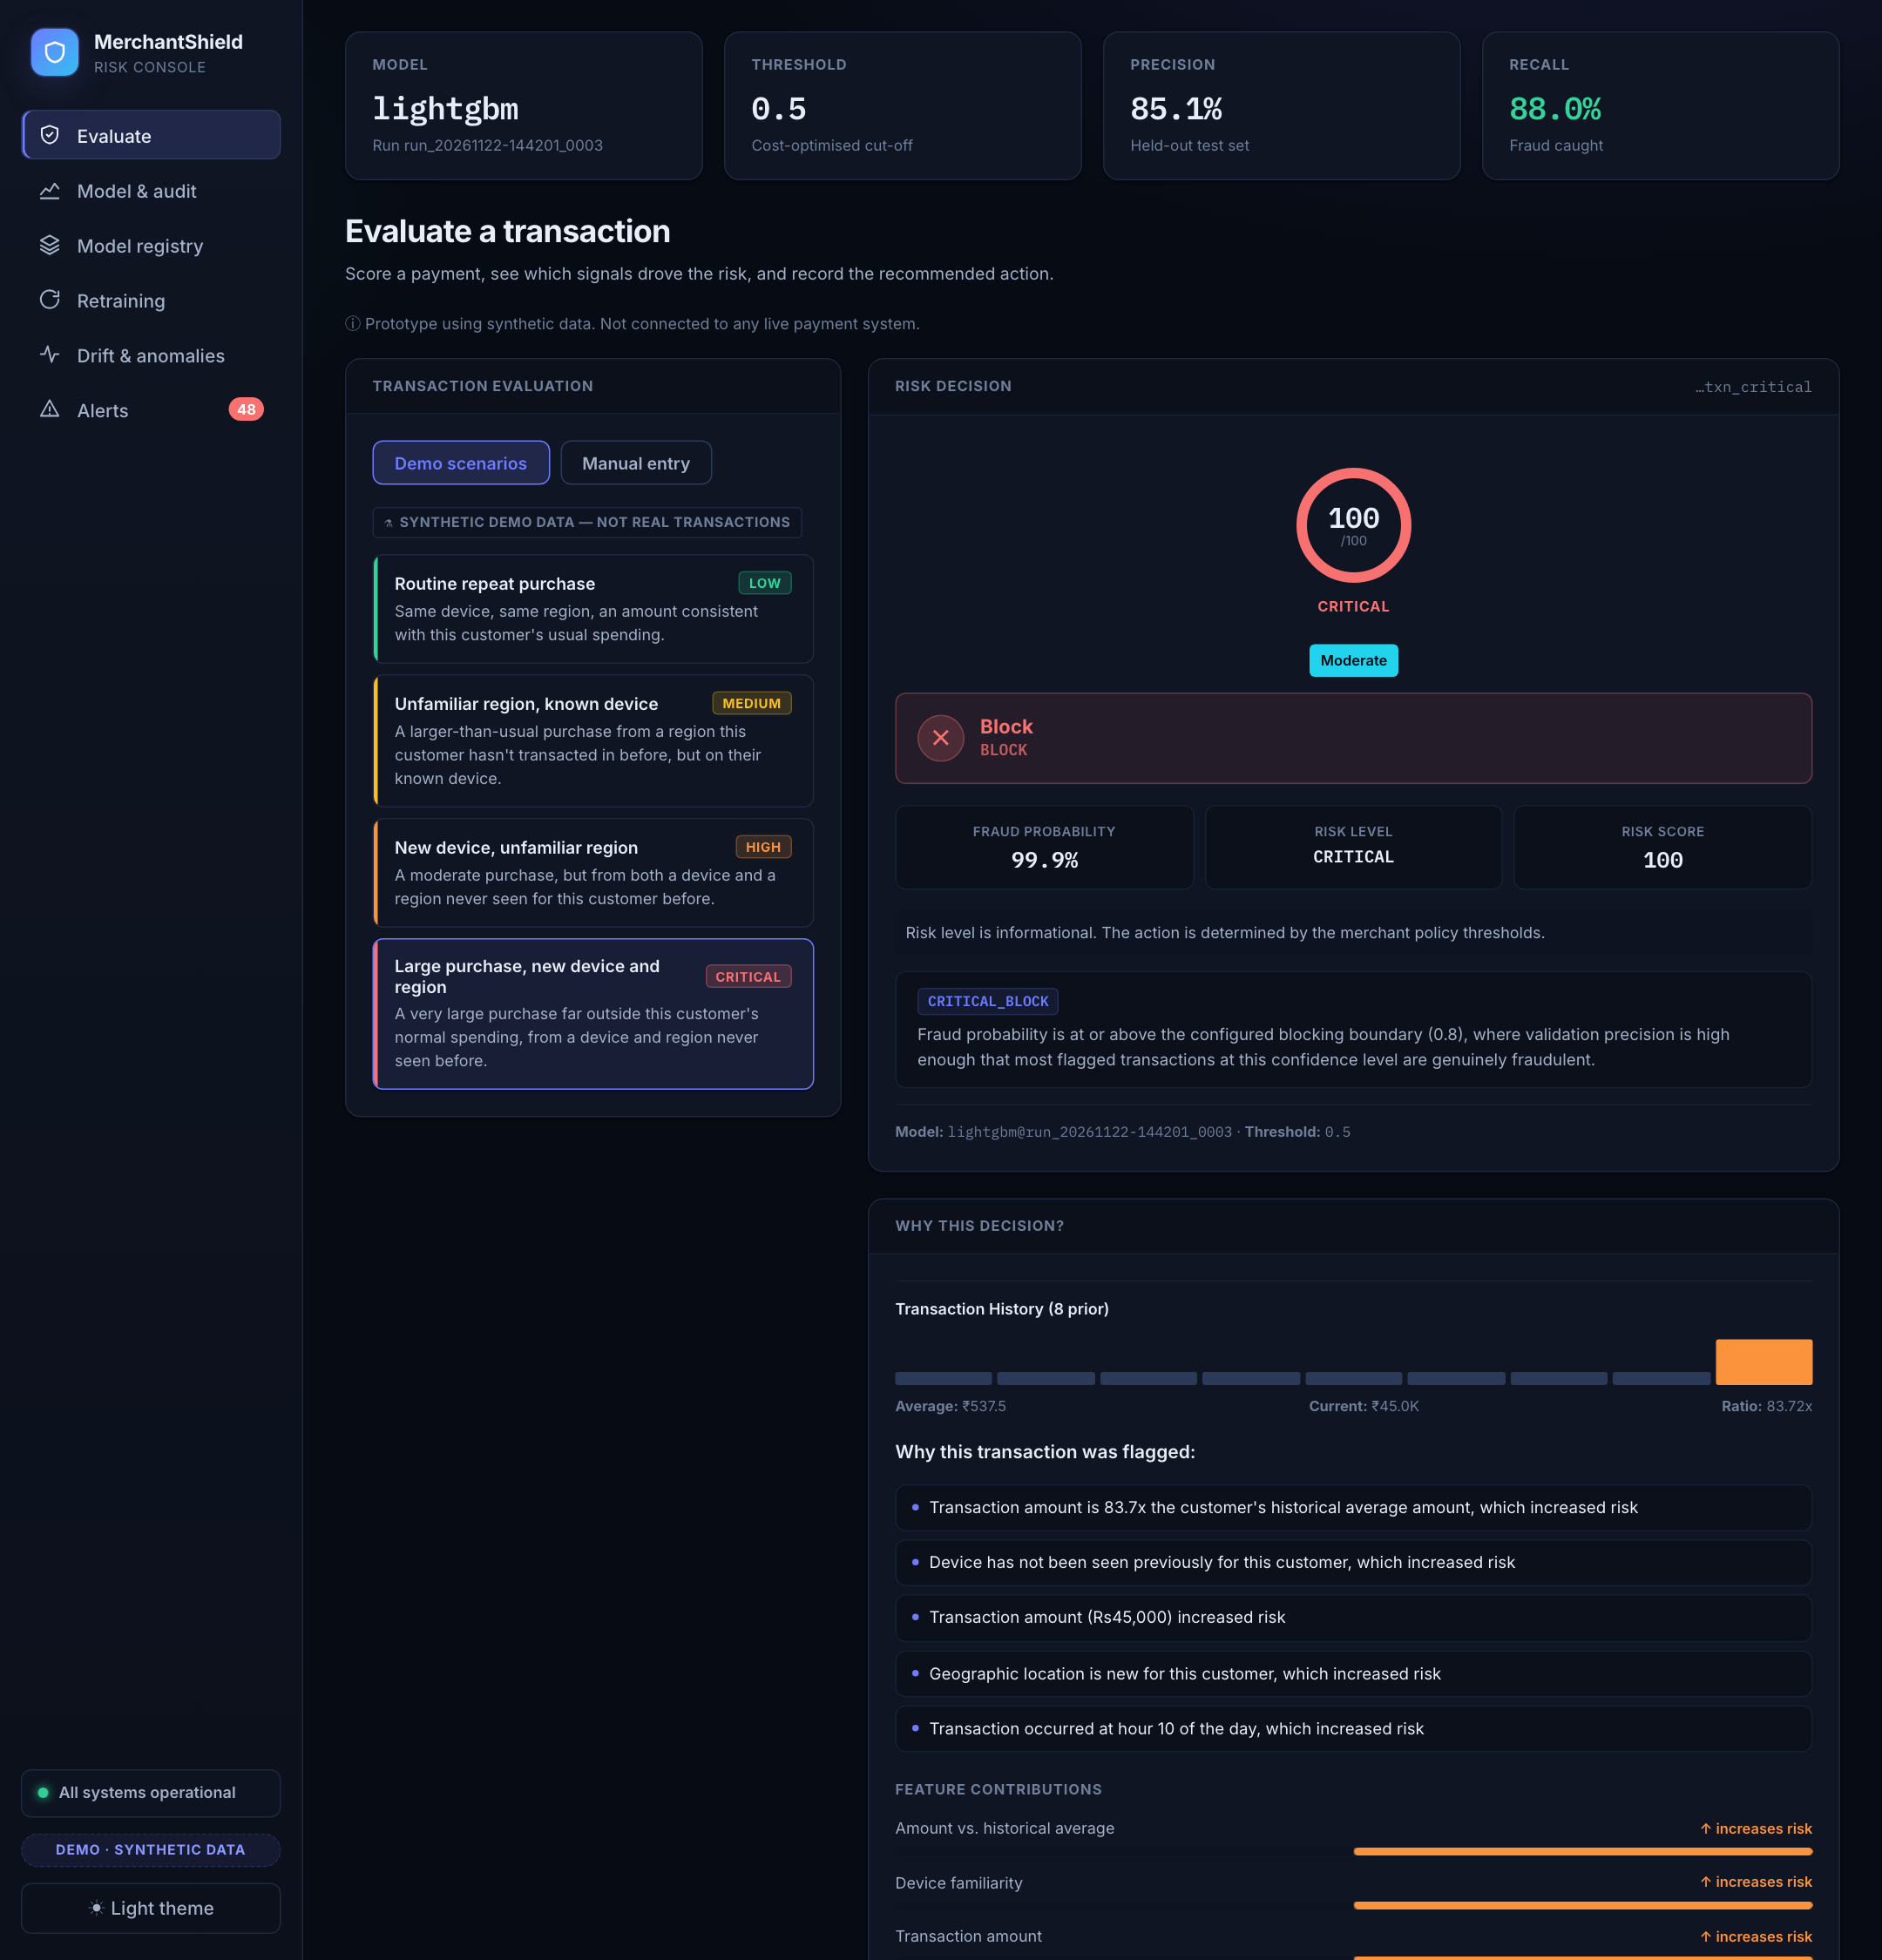 MerchantShield
RISK CONSOLE
Evaluate
Model & audit
Model registry
Retraining
Drift & anomalies
Alerts 48
All systems operational
DEMO · SYNTHETIC DATA
☀ Light theme
MODEL
lightgbm
Run run_20261122-144201_0003
THRESHOLD
0.5
Cost-optimised cut-off
PRECISION
85.1%
Held-out test set
RECALL
88.0%
Fraud caught
Evaluate a transaction
Score a payment, see which signals drove the risk, and record the recommended action.
ⓘ Prototype using synthetic data. Not connected to any live payment system.
TRANSACTION EVALUATION
Demo scenarios
Manual entry
⚗ SYNTHETIC DEMO DATA — NOT REAL TRANSACTIONS
Routine repeat purchase LOW
Same device, same region, an amount consistent
with this customer's usual spending.
Unfamiliar region, known device MEDIUM
A larger-than-usual purchase from a region this
customer hasn't transacted in before, but on their
known device.
New device, unfamiliar region HIGH
A moderate purchase, but from both a device and a
region never seen for this customer before.
Large purchase, new device and
region
CRITICAL
A very large purchase far outside this customer's
normal spending, from a device and region never
seen before.
RISK DECISION …txn_critical
100
/100
CRITICAL
Moderate
Block
BLOCK
FRAUD PROBABILITY
99.9%
RISK LEVEL
CRITICAL
RISK SCORE
100
Risk level is informational. The action is determined by the merchant policy thresholds.
CRITICAL_BLOCK
Fraud probability is at or above the configured blocking boundary (0.8), where validation precision is high
enough that most flagged transactions at this confidence level are genuinely fraudulent.
Model: lightgbm@run_20261122-144201_0003 · Threshold: 0.5
WHY THIS DECISION?
Transaction History (8 prior)
Average: ₹537.5 Current: ₹45.0K Ratio: 83.72x
Why this transaction was flagged:
Transaction amount is 83.7x the customer's historical average amount, which increased risk
Device has not been seen previously for this customer, which increased risk
Transaction amount (Rs45,000) increased risk
Geographic location is new for this customer, which increased risk
Transaction occurred at hour 10 of the day, which increased risk
FEATURE CONTRIBUTIONS
Amount vs. historical average ↑ increases risk
Device familiarity ↑ increases risk
Transaction amount ↑ increases risk